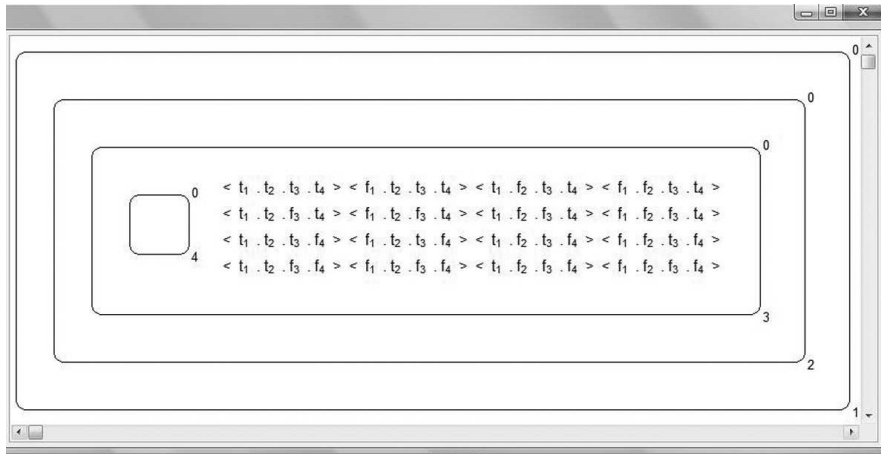 0
0
0
0
< t₁ . t₂ . t₃ . t₄ > < f₁ . t₂ . t₃ . t₄ > < t₁ . f₂ . t₃ . t₄ > < f₁ . f₂ . t₃ . t₄ >
< t₁ . t₂ . f₃ . t₄ > < f₁ . t₂ . f₃ . t₄ > < t₁ . f₂ . f₃ . t₄ > < f₁ . f₂ . f₃ . t₄ >
< t₁ . t₂ . t₃ . f₄ > < f₁ . t₂ . t₃ . f₄ > < t₁ . f₂ . t₃ . f₄ > < f₁ . f₂ . t₃ . f₄ >
4
< t₁ . t₂ . f₃ . f₄ > < f₁ . t₂ . f₃ . f₄ > < t₁ . f₂ . f₃ . f₄ > < f₁ . f₂ . f₃ . f₄ >
3
2
1